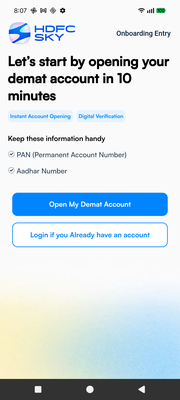 8:07
HDFC
SKY
Onboarding Entry
Let's start by opening your
demat account in 10
minutes
Instant Account Opening
Digital Verification
Keep these information handy
PAN (Permanent Account Number)
Aadhar Number
Open My Demat Account
Login if you Already have an account